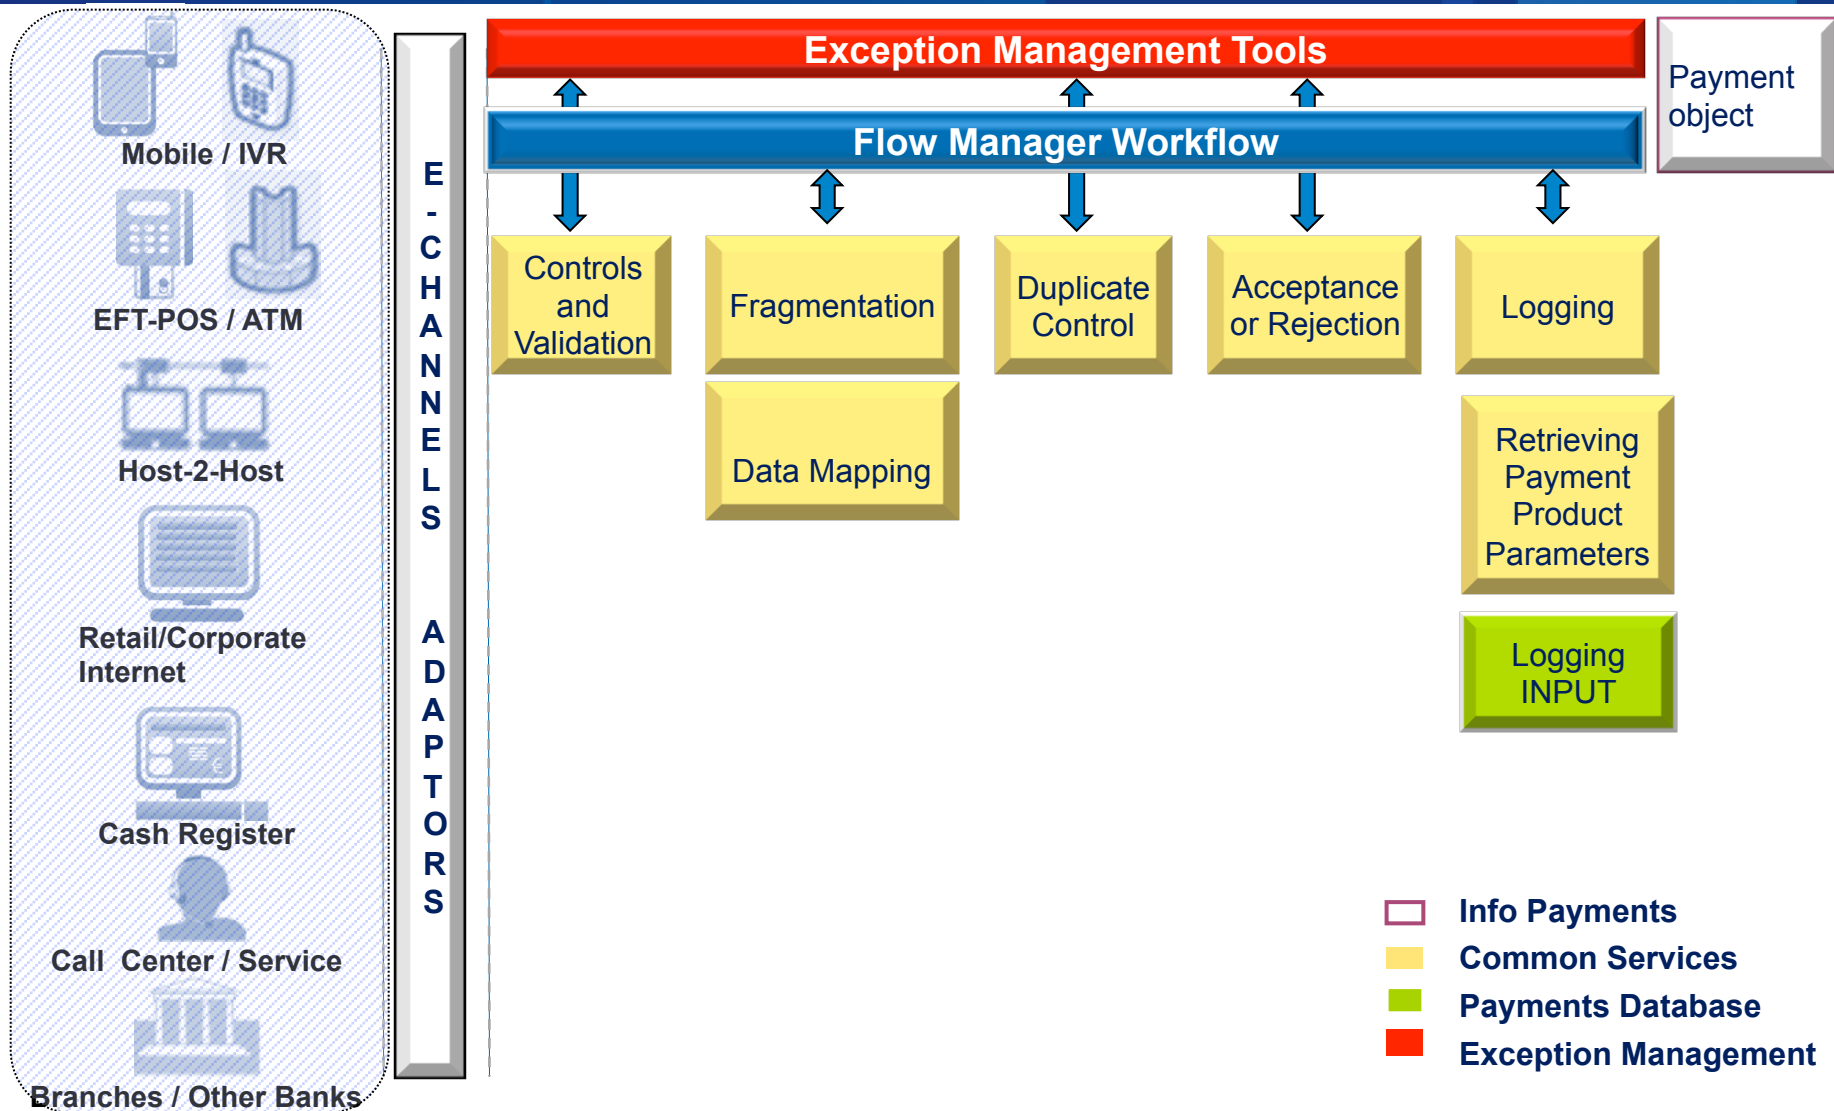 Mobile / IVR
EFT-POS / ATM
Host-2-Host
Retail/Corporate
Internet
Cash Register
Call  Center / Service
Branches / Other Banks
E
-
C
H
A
N
N
E
L
S
A
D
A
P
T
O
R
S
Exception Management Tools
Flow Manager Workflow
Payment
object
Controls
and
Validation
Fragmentation
Data Mapping
Duplicate
Control
Acceptance
or Rejection
Logging
Retrieving
Payment
Product
Parameters
Logging
INPUT
Info Payments
Common Services
Payments Database
Exception Management